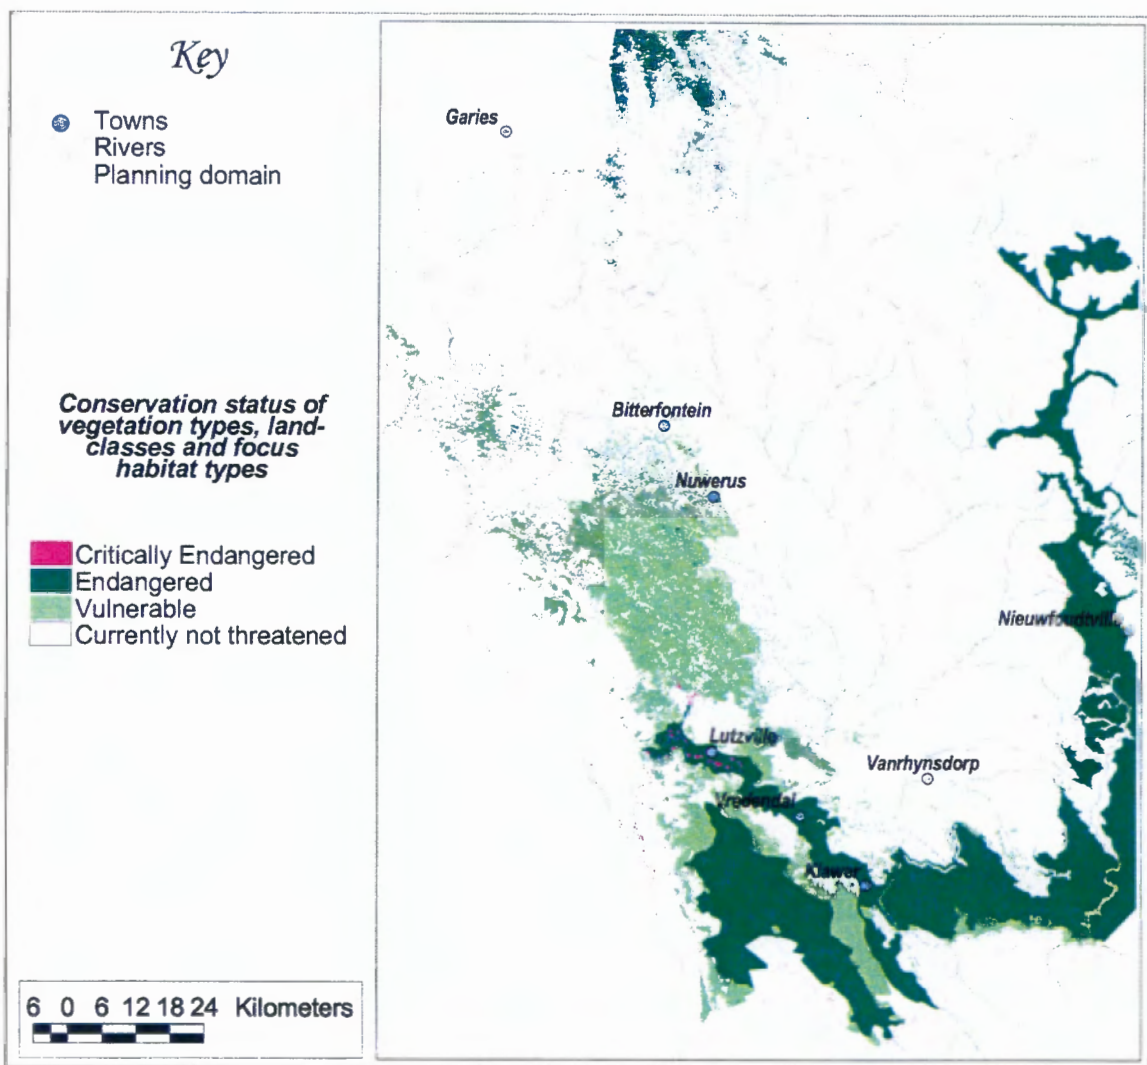 Key
Towns
Rivers
Planning domain
Conservation status of
vegetation types, land-
classes and focus
habitat types
Critically Endangered
Endangered
Vulnerable
Currently not threatened
6 0 6 12 18 24 Kilometers
Garies
Bitterfontein
Nuwerus
Nieuwfoudtville
Lutzville
Vanrhynsdorp
Vredendal
Klawer